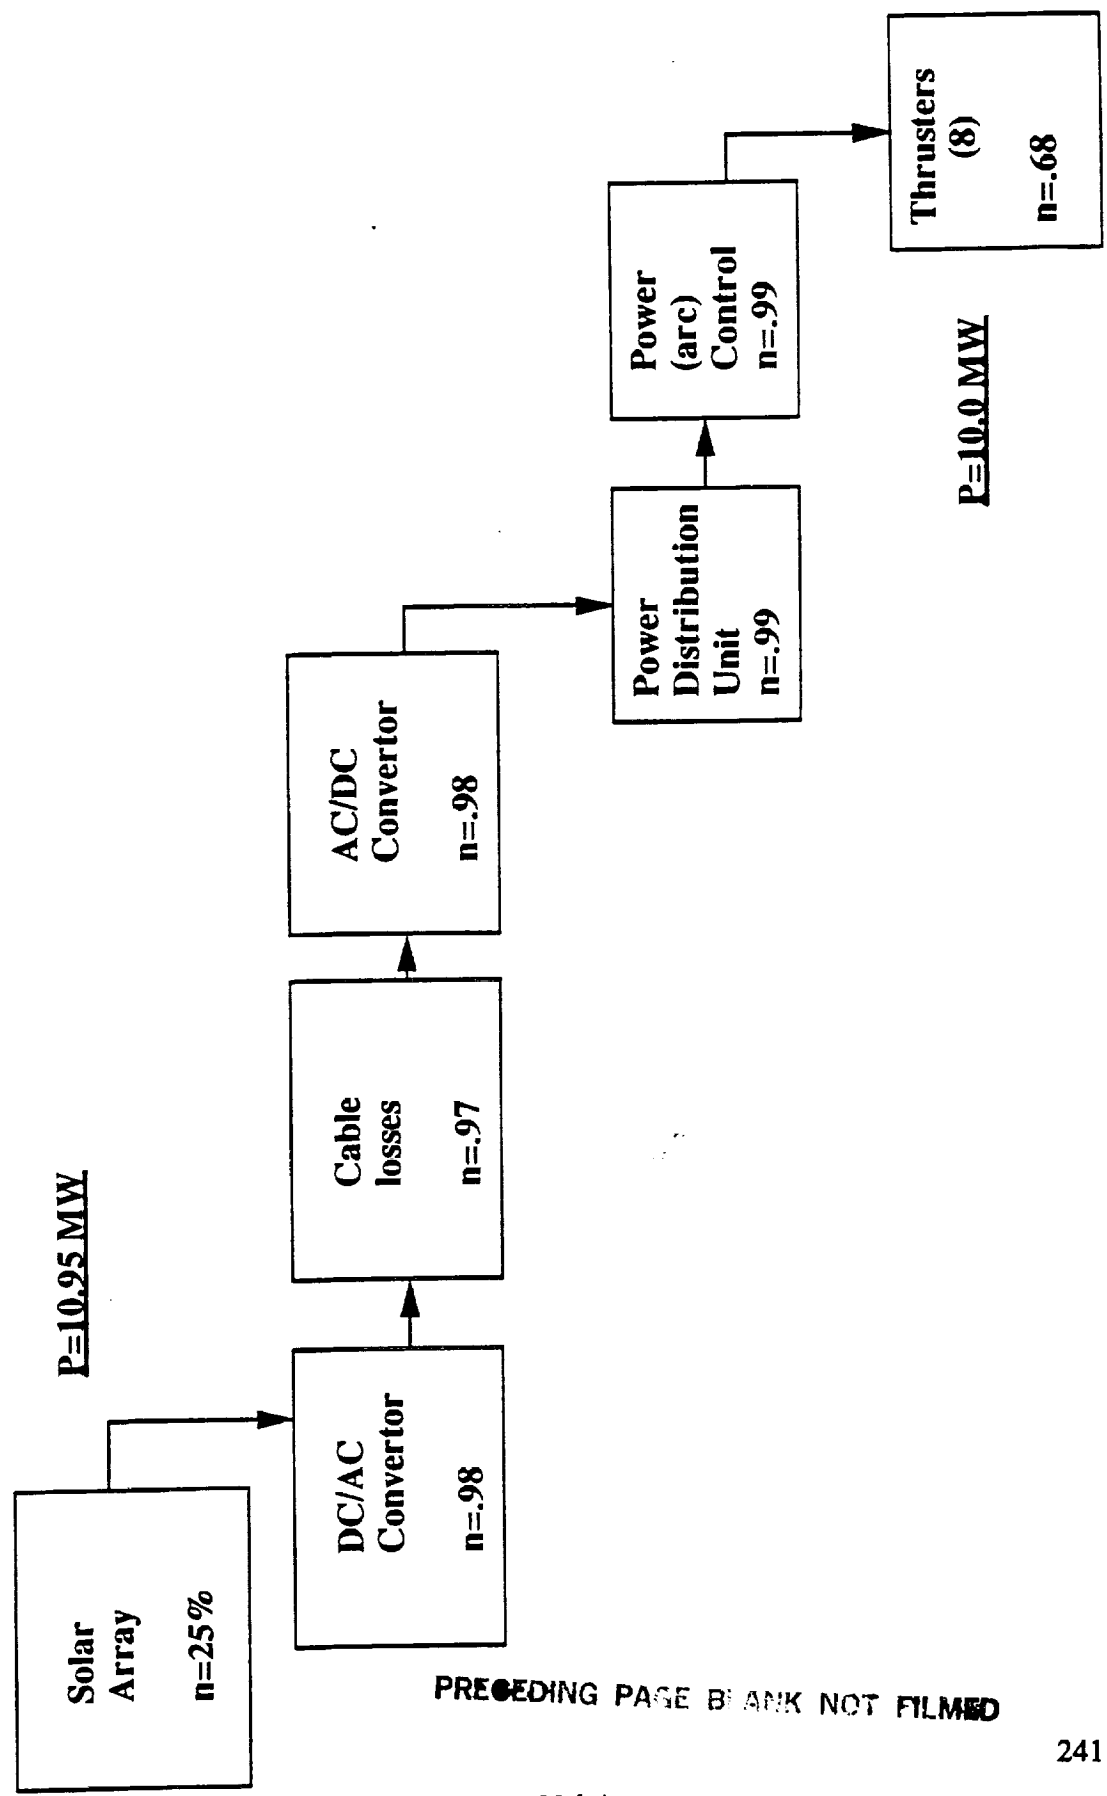 Solar
Array
n=25%
P=10.95 MW
DC/AC
Convertor
n=.98
Cable
losses
n=.97
AC/DC
Convertor
n=.98
Power
Distribution
Unit
n=.99
Power
(arc)
Control
n=.99
Thrusters
(8)
n=.68
P=10.0 MW
PRECEDING PAGE BLANK NOT FILMED
241